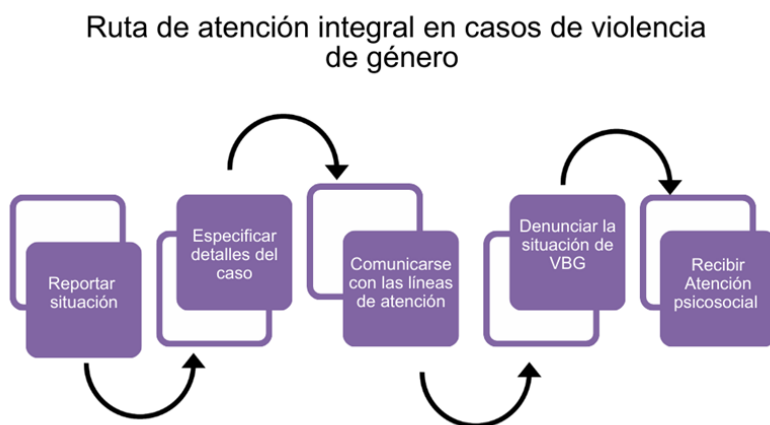 Ruta de atención integral en casos de violencia
de género
Reportar
situación
Especificar
detalles del
caso
Comunicarse
con las líneas
de atención
Denunciar la
situación de
VBG
Recibir
Atención
psicosocial